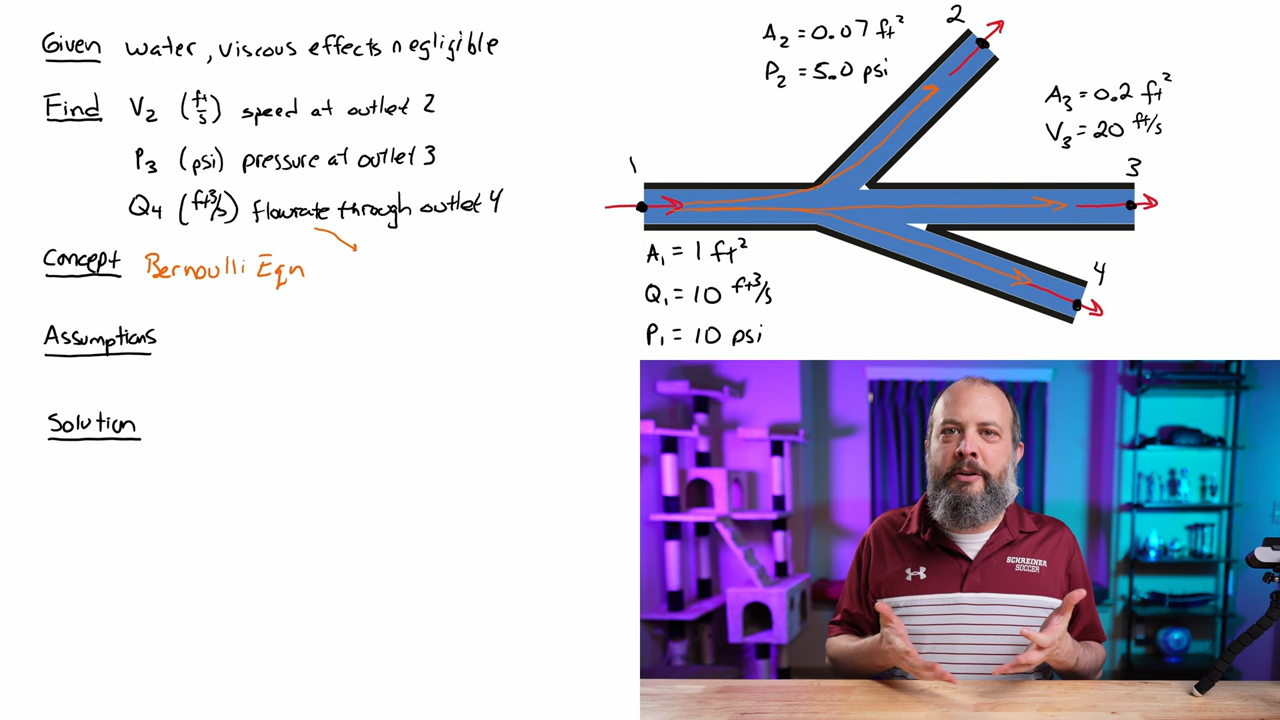 Given water, viscous effects negligible
Find V₂ (ft/s) speed at outlet 2
P₃ (psi) pressure at outlet 3
Q₄ (ft³/s) flowrate through outlet 4
Concept Bernoulli Eqn
Assumptions
Solution
A₂ = 0.07 ft²
P₂ = 5.0 psi
2
A₃ = 0.2 ft²
V₃ = 20 ft/s
1
3
4
A₁ = 1 ft²
Q₁ = 10 ft³/s
P₁ = 10 psi
SCHREINER
SOCCER